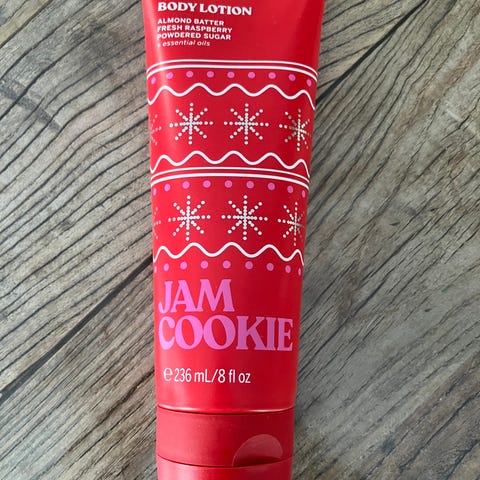 BODY LOTION
ALMOND BATTER
FRESH RASPBERRY
POWDERED SUGAR
+ essential oils
JAM
COOKIE
℮ 236 mL/8 fl oz